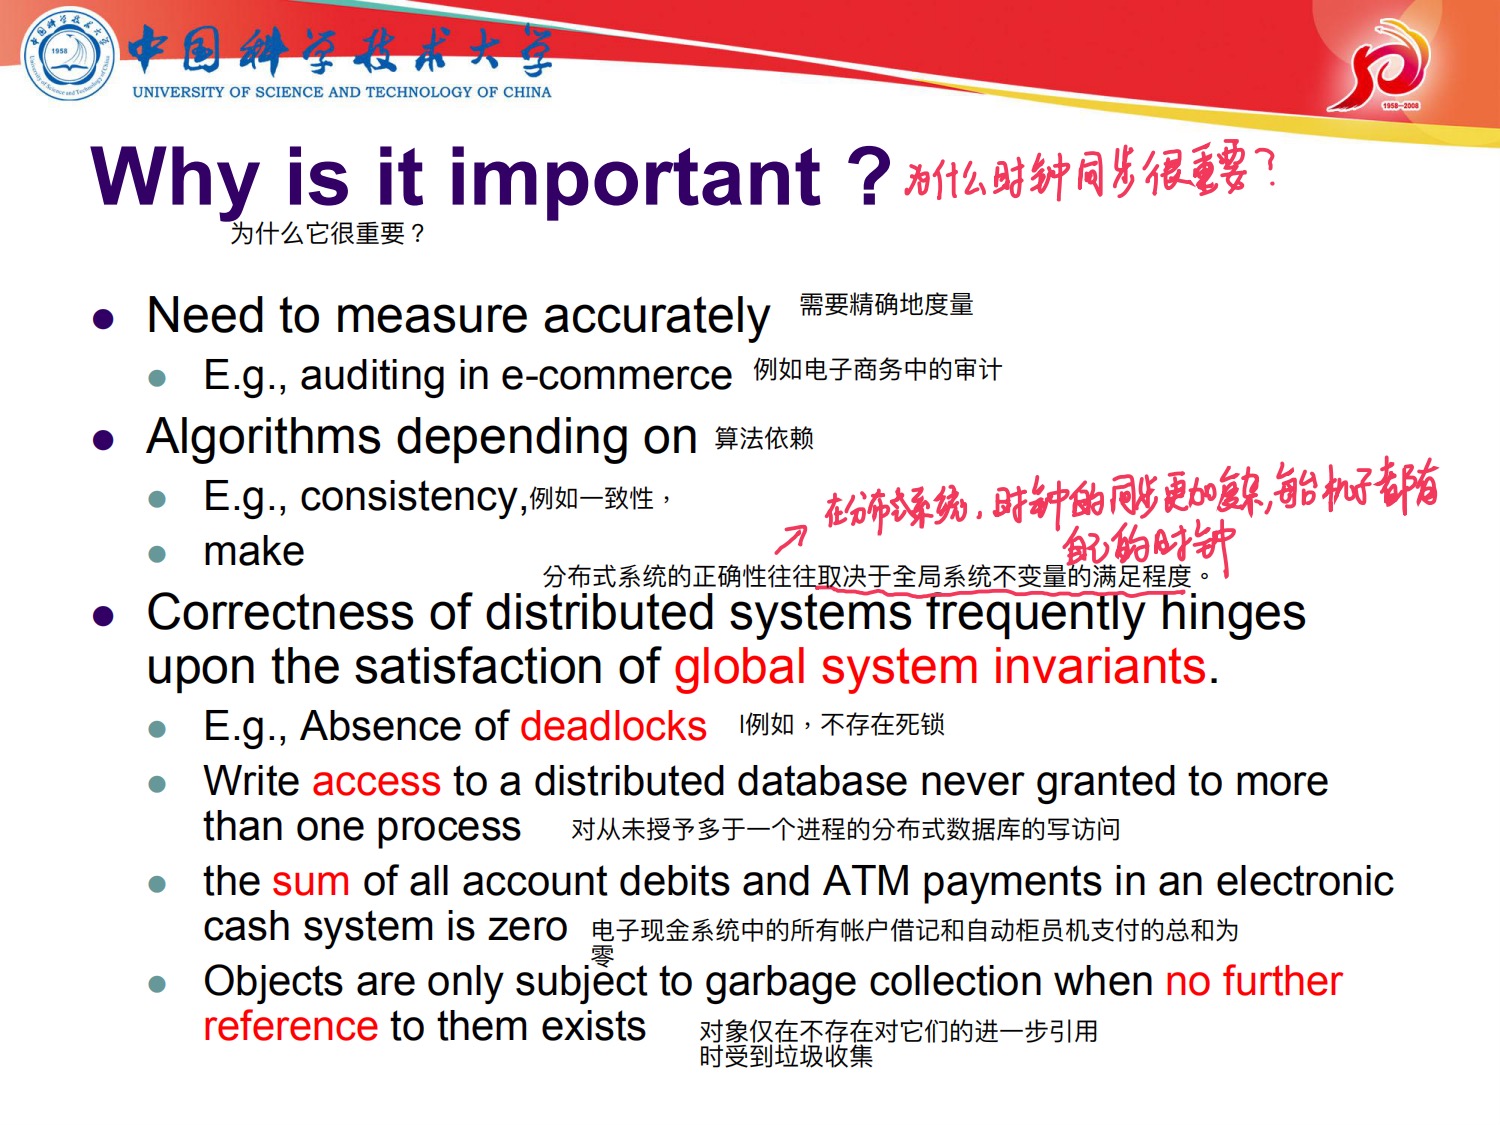 中国科学技术大学
1958
UNIVERSITY OF SCIENCE AND TECHNOLOGY OF CHINA
1958—2008
Why is it important ? 为什么时钟同步很重要?
为什么它很重要？
Need to measure accurately 需要精确地度量
E.g., auditing in e-commerce 例如电子商务中的审计
Algorithms depending on 算法依赖
E.g., consistency, 例如一致性，
在分布式系统，时钟的同步更加复杂，每台机子都有
自己的时钟
make
分布式系统的正确性往往取决于全局系统不变量的满足程度。
Correctness of distributed systems frequently hinges
upon the satisfaction of global system invariants.
E.g., Absence of deadlocks l例如，不存在死锁
Write access to a distributed database never granted to more
than one process 对从未授予多于一个进程的分布式数据库的写访问
the sum of all account debits and ATM payments in an electronic
cash system is zero 电子现金系统中的所有帐户借记和自动柜员机支付的总和为
零
Objects are only subject to garbage collection when no further
reference to them exists 对象仅在不存在对它们的进一步引用
时受到垃圾收集